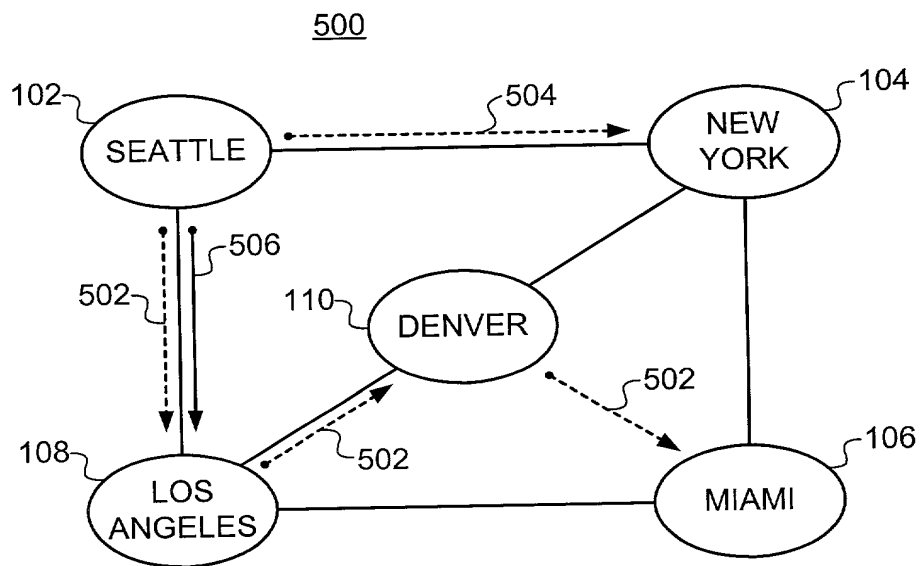 500
102
504
104
SEATTLE
NEW
YORK
506
502
110
DENVER
502
108
502
106
LOS
ANGELES
MIAMI